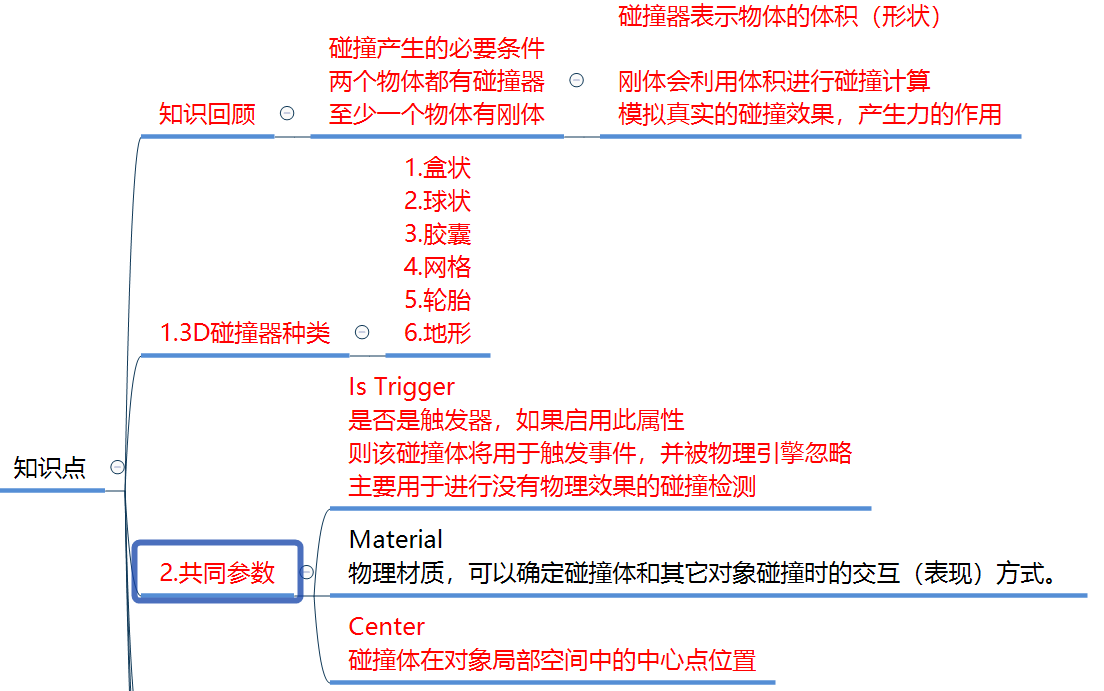 知识点
知识回顾
碰撞产生的必要条件
两个物体都有碰撞器
至少一个物体有刚体
碰撞器表示物体的体积（形状）
刚体会利用体积进行碰撞计算
模拟真实的碰撞效果，产生力的作用
1.3D碰撞器种类
1.盒状
2.球状
3.胶囊
4.网格
5.轮胎
6.地形
2.共同参数
Is Trigger
是否是触发器，如果启用此属性
则该碰撞体将用于触发事件，并被物理引擎忽略
主要用于进行没有物理效果的碰撞检测
Material
物理材质，可以确定碰撞体和其它对象碰撞时的交互（表现）方式。
Center
碰撞体在对象局部空间中的中心点位置